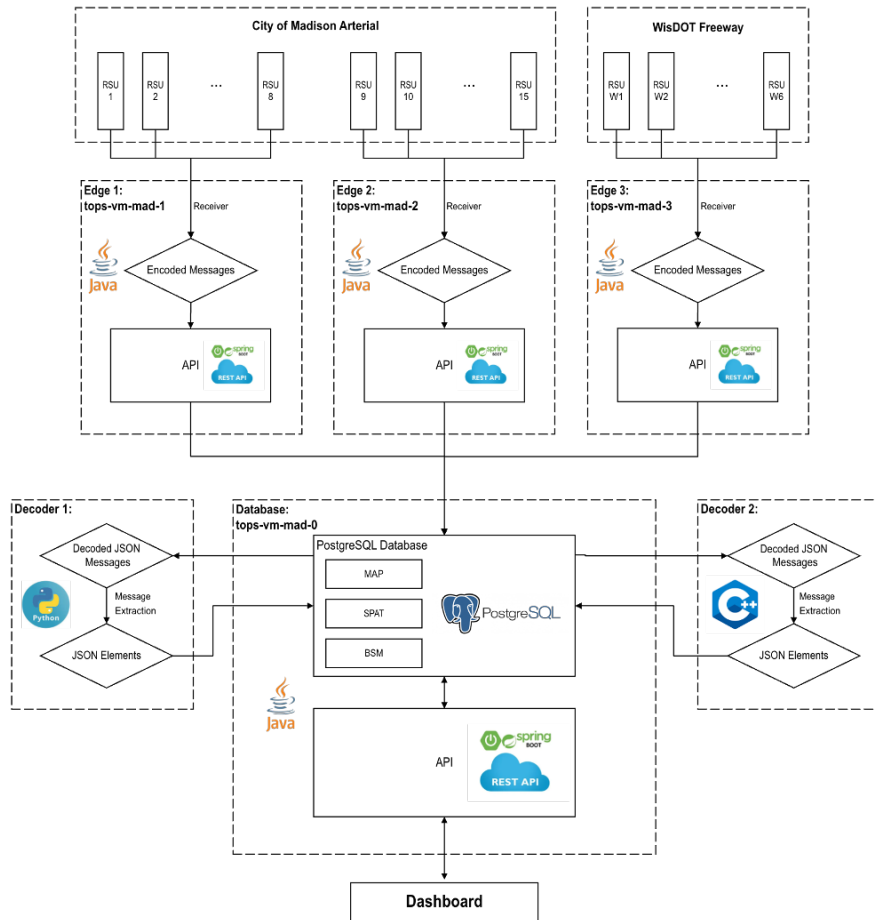 City of Madison Arterial
WisDOT Freeway
RSU
1
RSU
2
...
RSU
8
RSU
9
RSU
10
...
RSU
15
RSU
W1
RSU
W2
...
RSU
W6
Edge 1:
tops-vm-mad-1
Receiver
Java
Encoded Messages
API
spring
BOOT
REST API
Edge 2:
tops-vm-mad-2
Receiver
Java
Encoded Messages
API
spring
BOOT
REST API
Edge 3:
tops-vm-mad-3
Receiver
Java
Encoded Messages
API
spring
BOOT
REST API
Decoder 1:
Decoded JSON
Messages
Message
Extraction
Python
JSON Elements
Database:
tops-vm-mad-0
PostgreSQL Database
MAP
SPAT
BSM
PostgreSQL
Java
API
spring
BOOT
REST API
Decoder 2:
Decoded JSON
Messages
Message
Extraction
C++
JSON Elements
Dashboard